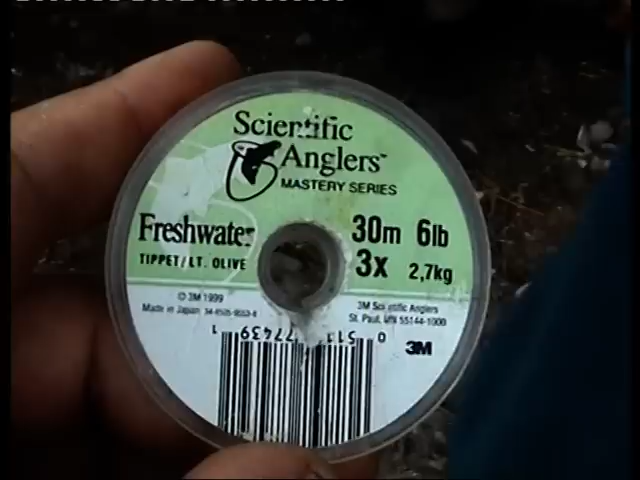 Scientific
Anglers™
MASTERY SERIES
Freshwater
TIPPET/LT. OLIVE
30m 6lb
3x 2,7kg
© 3M 1999
Made in Japan
3M Scientific Anglers
St. Paul, MN 55144-1000
3M